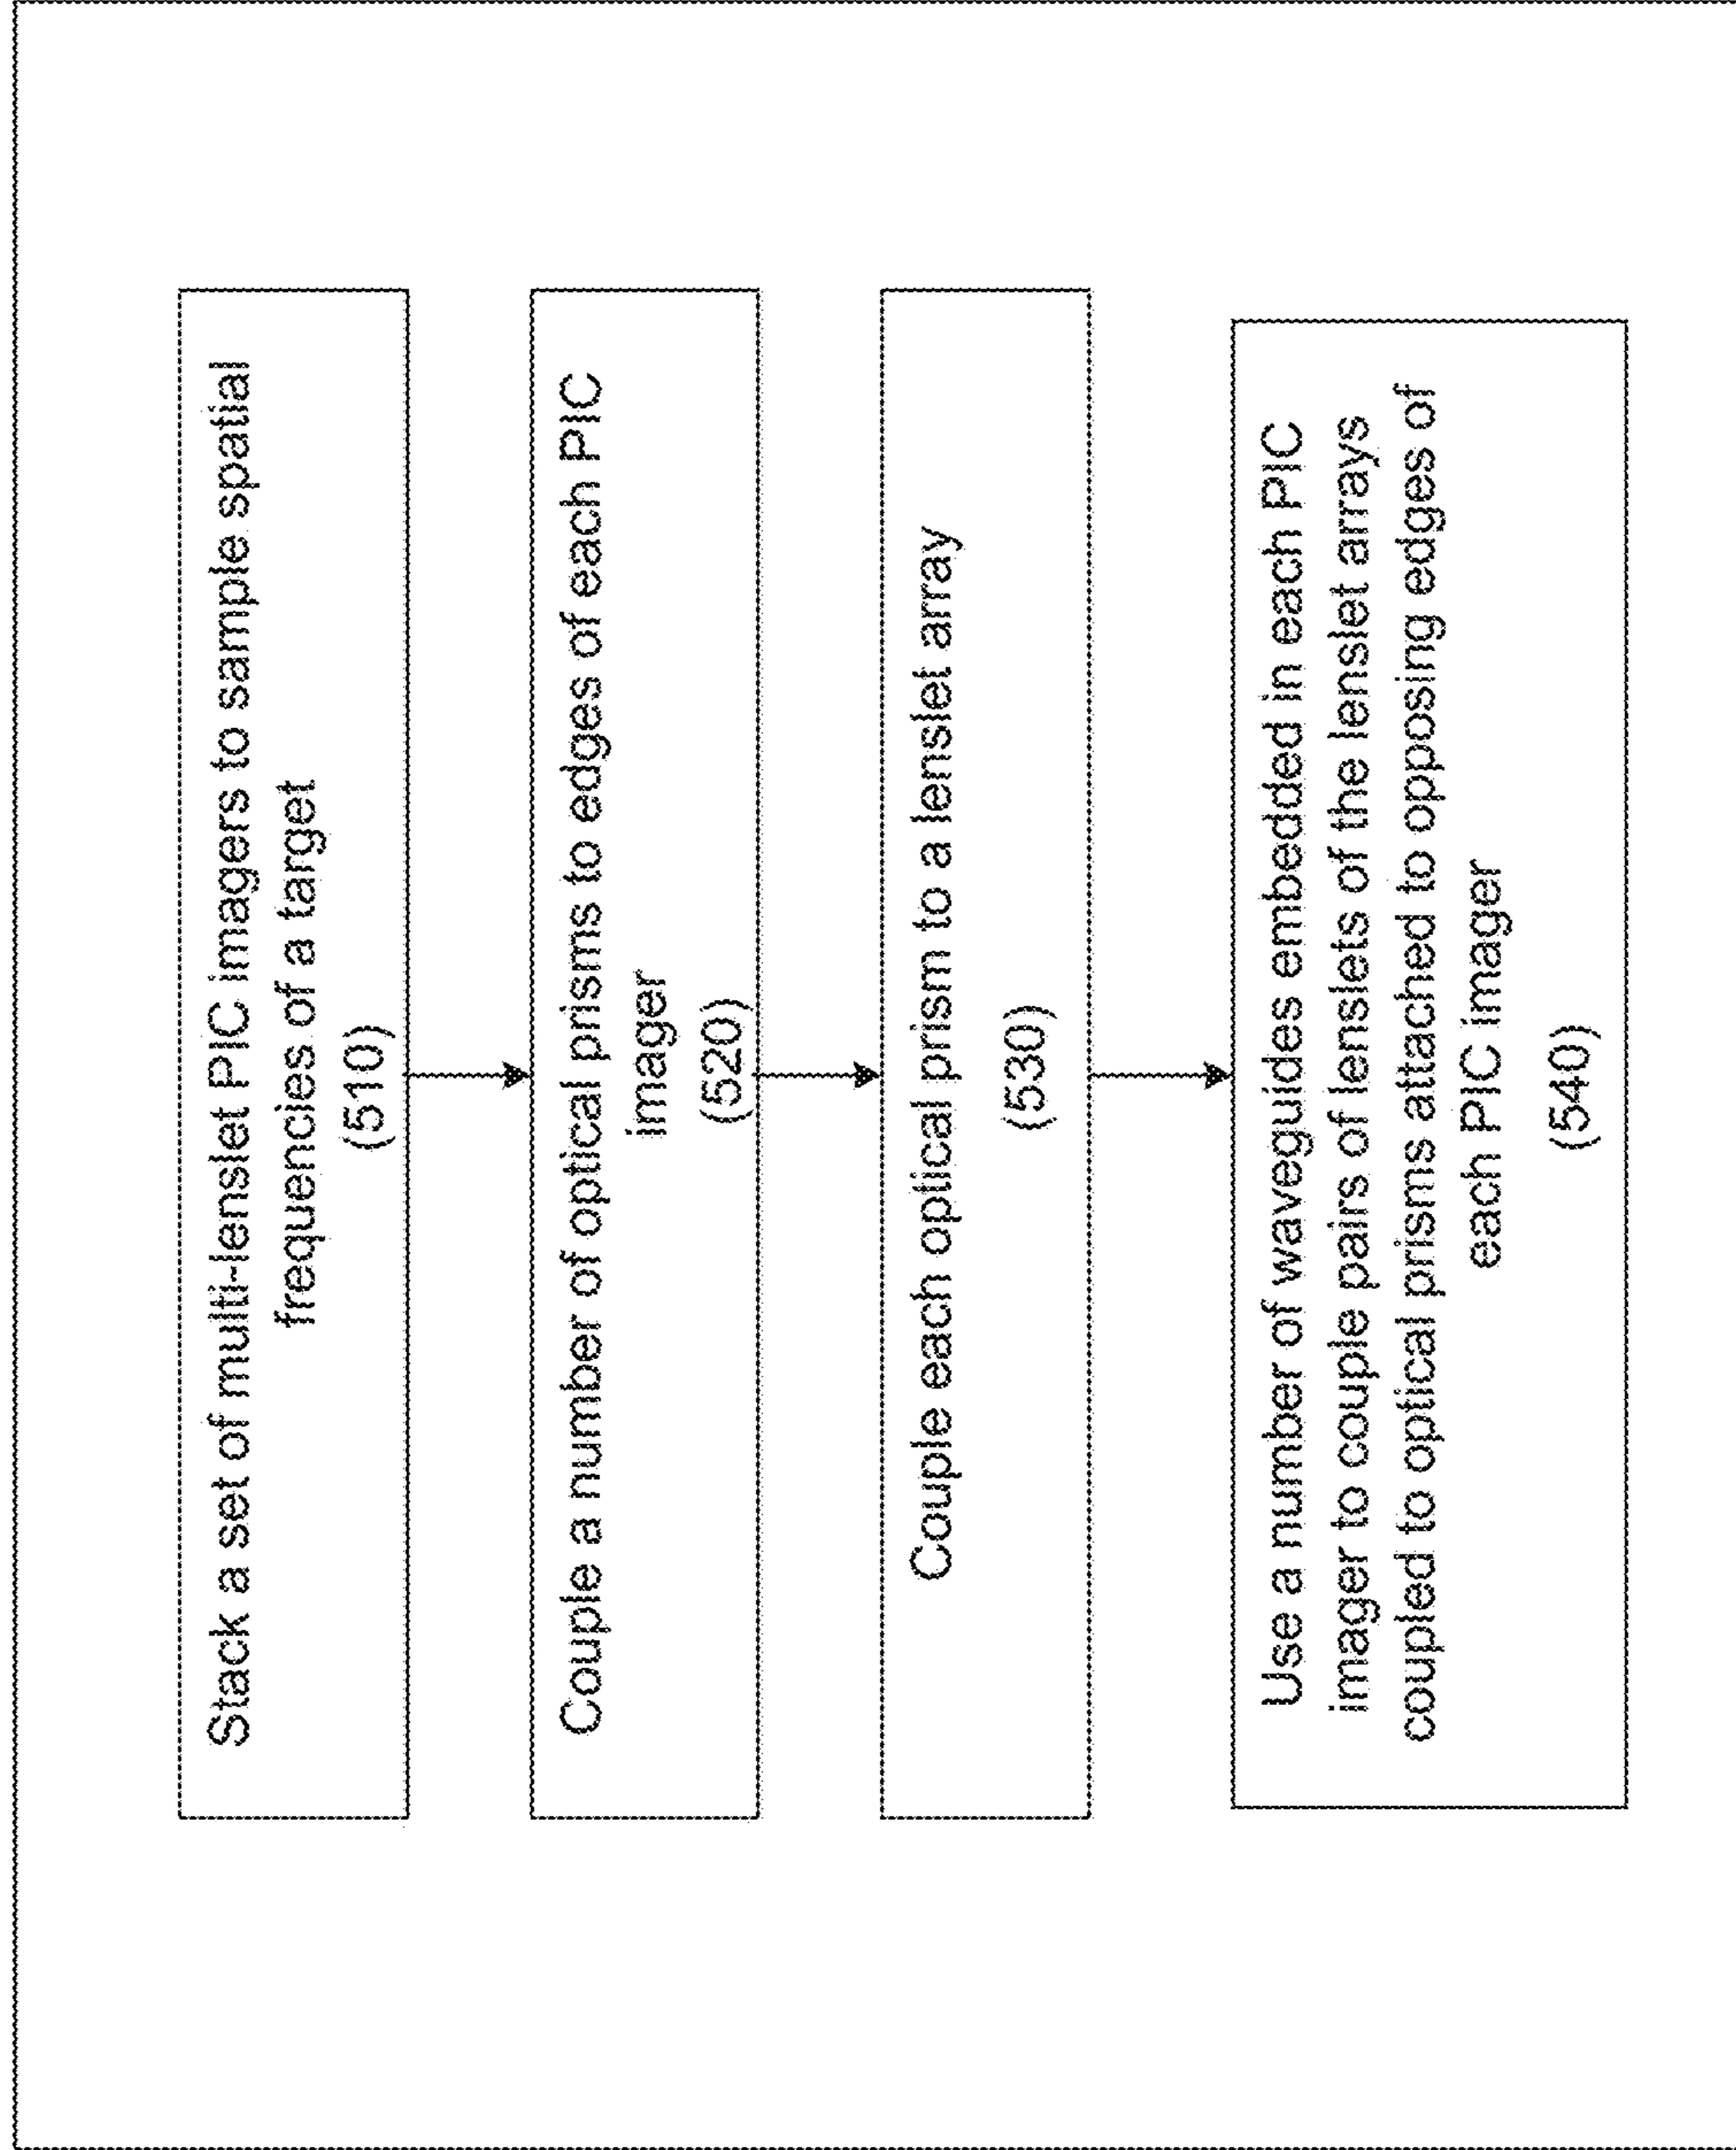 Stack a set of multi-lenslet PIC imagers to sample spatial
frequencies of a target
(510)
Couple a number of optical prisms to edges of each PIC
imager
(520)
Couple each optical prism to a lenslet array
(530)
Use a number of waveguides embedded in each PIC
imager to couple pairs of lenslets of the lenslet arrays
coupled to optical prisms attached to opposing edges of
each PIC imager
(540)